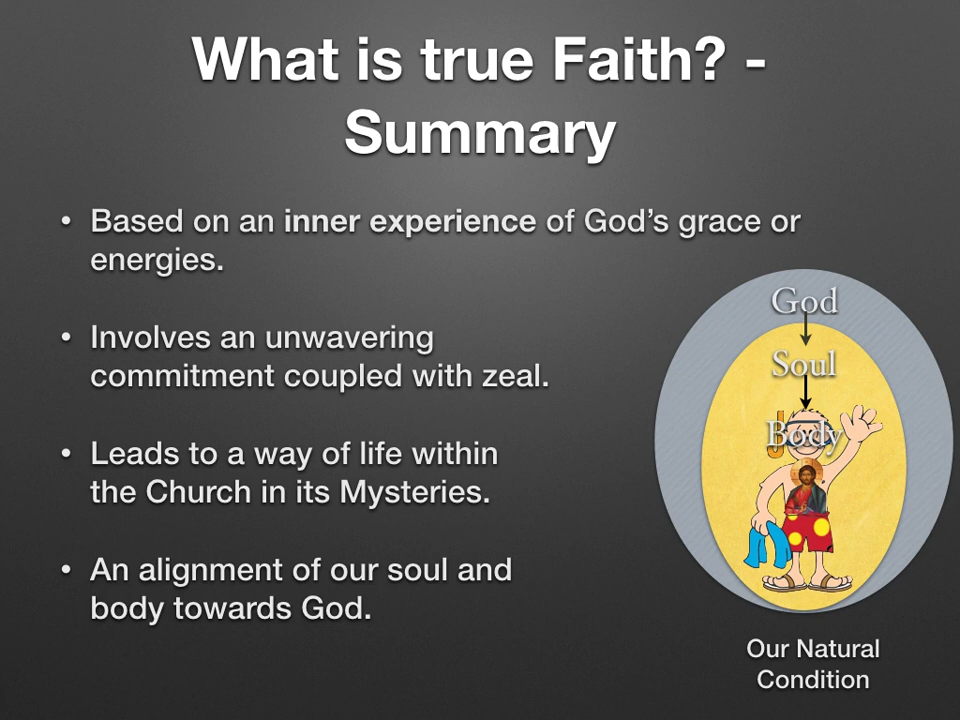 What is true Faith? -
Summary
• Based on an inner experience of God’s grace or
energies.
• Involves an unwavering
commitment coupled with zeal.
• Leads to a way of life within
the Church in its Mysteries.
• An alignment of our soul and
body towards God.
God
Soul
Body
Our Natural
Condition